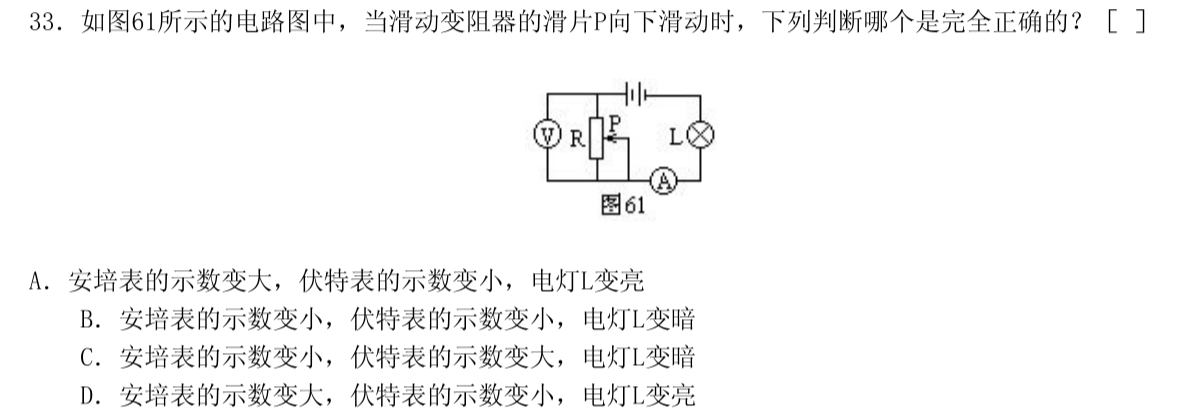 33. 如图61所示的电路图中，当滑动变阻器的滑片P向下滑动时，下列判断哪个是完全正确的？[ ]
P
V R L
A
图61
A. 安培表的示数变大，伏特表的示数变小，电灯L变亮
B. 安培表的示数变小，伏特表的示数变小，电灯L变暗
C. 安培表的示数变小，伏特表的示数变大，电灯L变暗
D. 安培表的示数变大，伏特表的示数变小，电灯L变亮